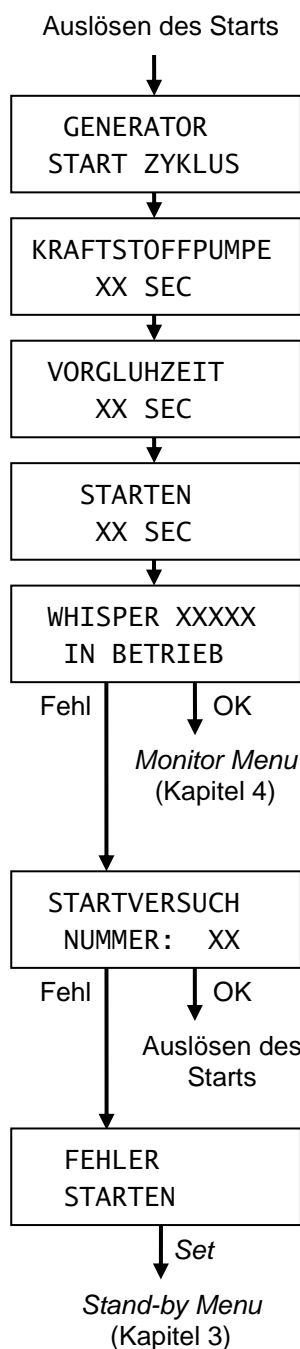 Auslösen des Starts
GENERATOR
START ZYKLUS
KRAFTSTOFFPUMPE
XX SEC
VORGLUHZEIT
XX SEC
STARTEN
XX SEC
WHISPER XXXXX
IN BETRIEB
Fehl
OK
Monitor Menu
(Kapitel 4)
STARTVERSUCH
NUMMER: XX
Fehl
OK
Auslösen des
Starts
FEHLER
STARTEN
Set
Stand-by Menu
(Kapitel 3)